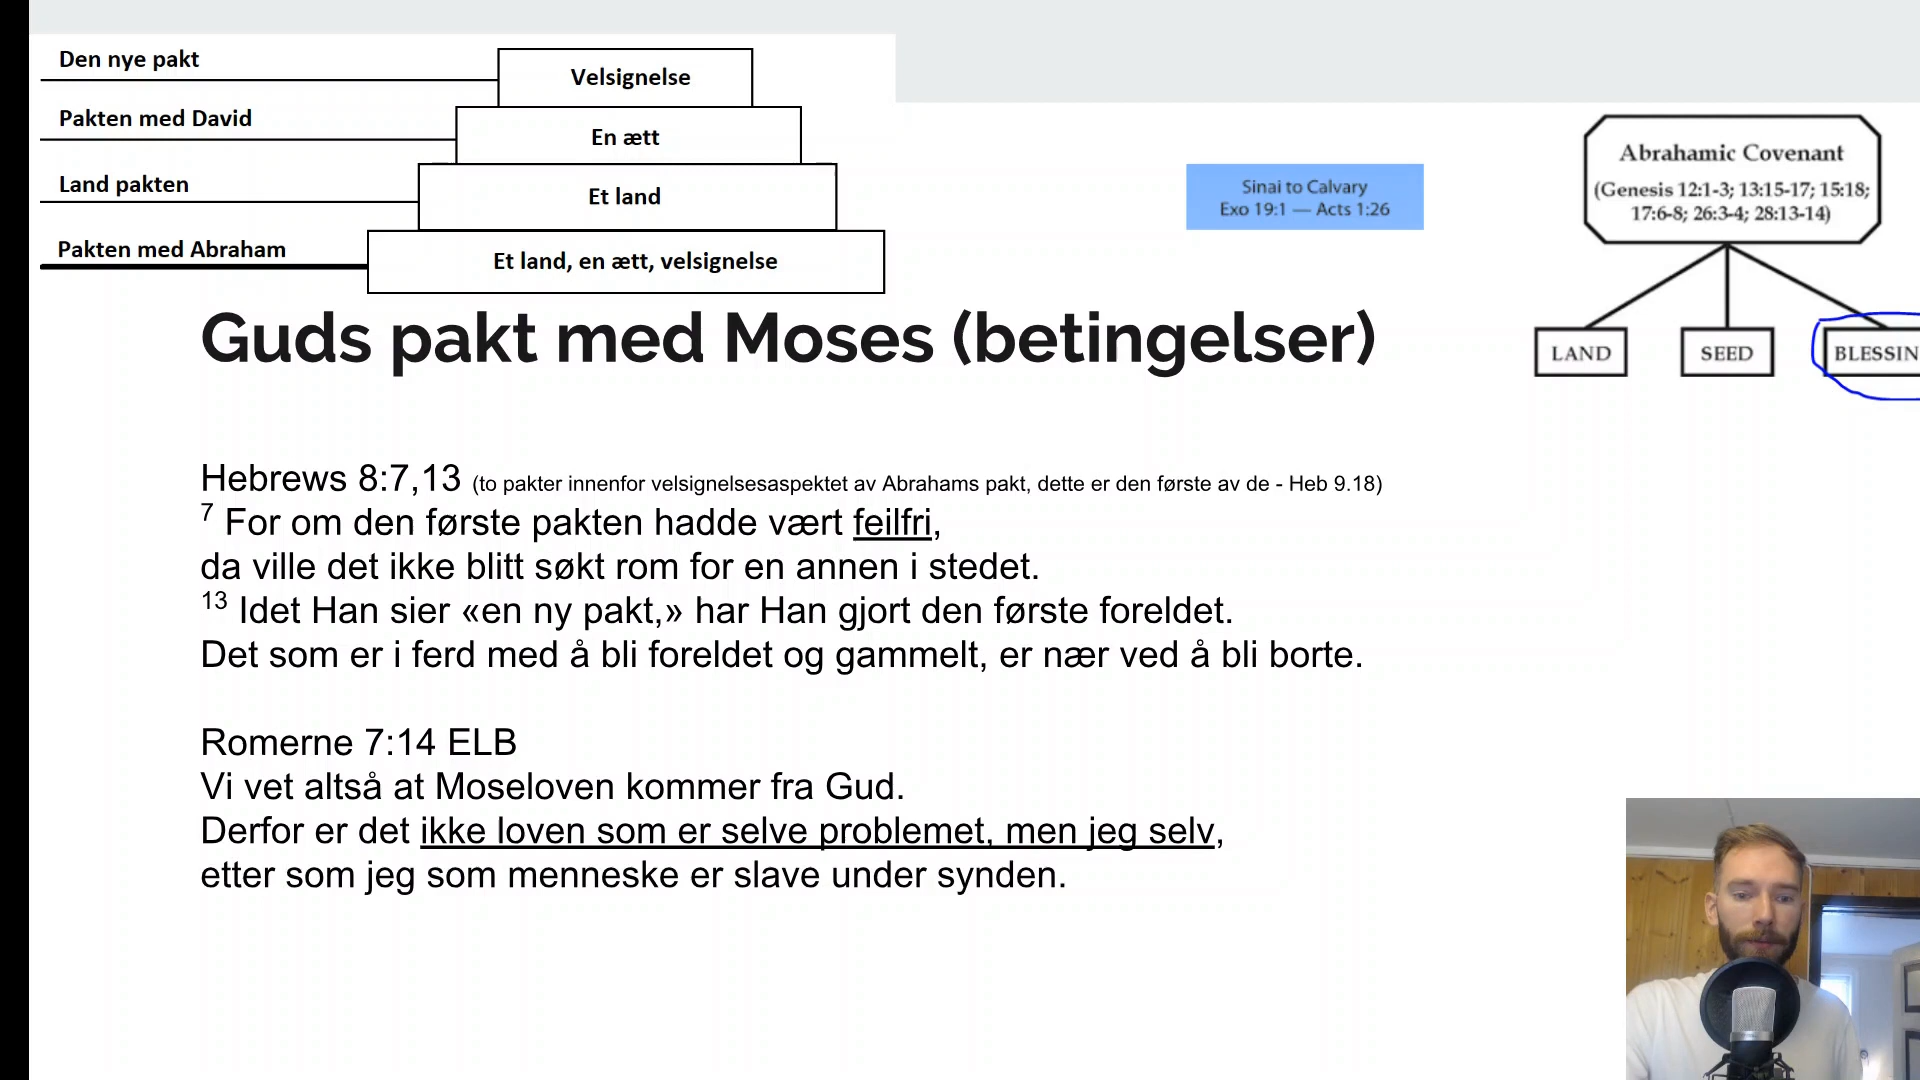 Den nye pakt
Velsignelse
Pakten med David
En ætt
Land pakten
Et land
Pakten med Abraham
Et land, en ætt, velsignelse
Sinai to Calvary
Exo 19:1 — Acts 1:26
Abrahamic Covenant
(Genesis 12:1-3; 13:15-17; 15:18;
17:6-8; 26:3-4; 28:13-14)
LAND
SEED
BLESSIN
Guds pakt med Moses (betingelser)
Hebrews 8:7,13 (to pakter innenfor velsignelsesaspektet av Abrahams pakt, dette er den første av de - Heb 9.18)
7 For om den første pakten hadde vært feilfri,
da ville det ikke blitt søkt rom for en annen i stedet.
13 Idet Han sier «en ny pakt,» har Han gjort den første foreldet.
Det som er i ferd med å bli foreldet og gammelt, er nær ved å bli borte.
Romerne 7:14 ELB
Vi vet altså at Moseloven kommer fra Gud.
Derfor er det ikke loven som er selve problemet, men jeg selv,
etter som jeg som menneske er slave under synden.